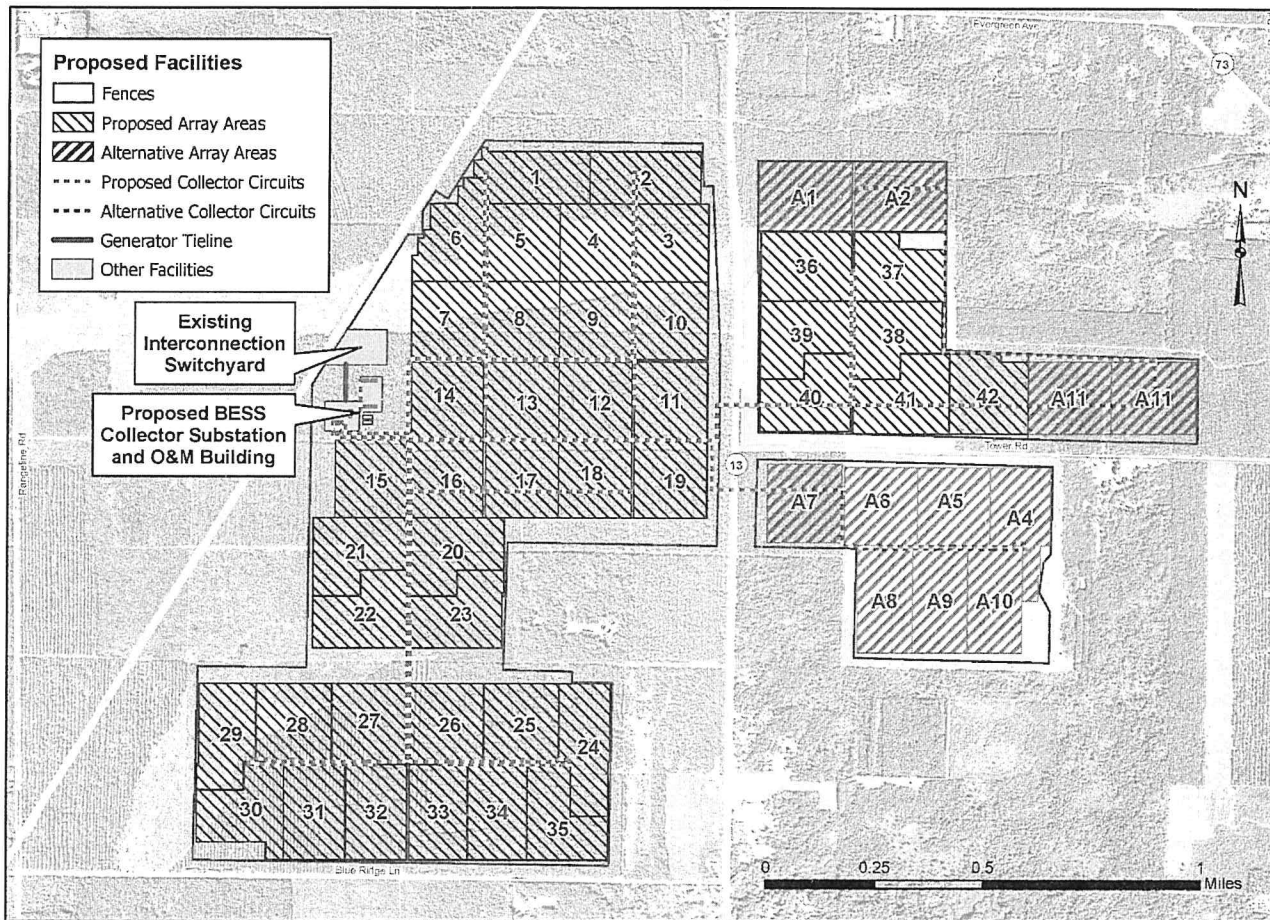 Evergreen Ave
73
Proposed Facilities
Fences
Proposed Array Areas
Alternative Array Areas
Proposed Collector Circuits
Alternative Collector Circuits
Generator Tieline
Other Facilities
Existing
Interconnection
Switchyard
Proposed BESS
Collector Substation
and O&M Building
Rangeline Rd
N
1
2
6
5
4
3
7
8
9
10
14
13
12
11
15
16
17
18
19
21
20
22
23
29
28
27
26
25
24
30
31
32
33
34
35
Blue Ridge Ln
A1
A2
36
37
39
38
40
41
42
A11
A11
Tower Rd
13
A7
A6
A5
A4
A8
A9
A10
0 0.25 0.5 1
Miles